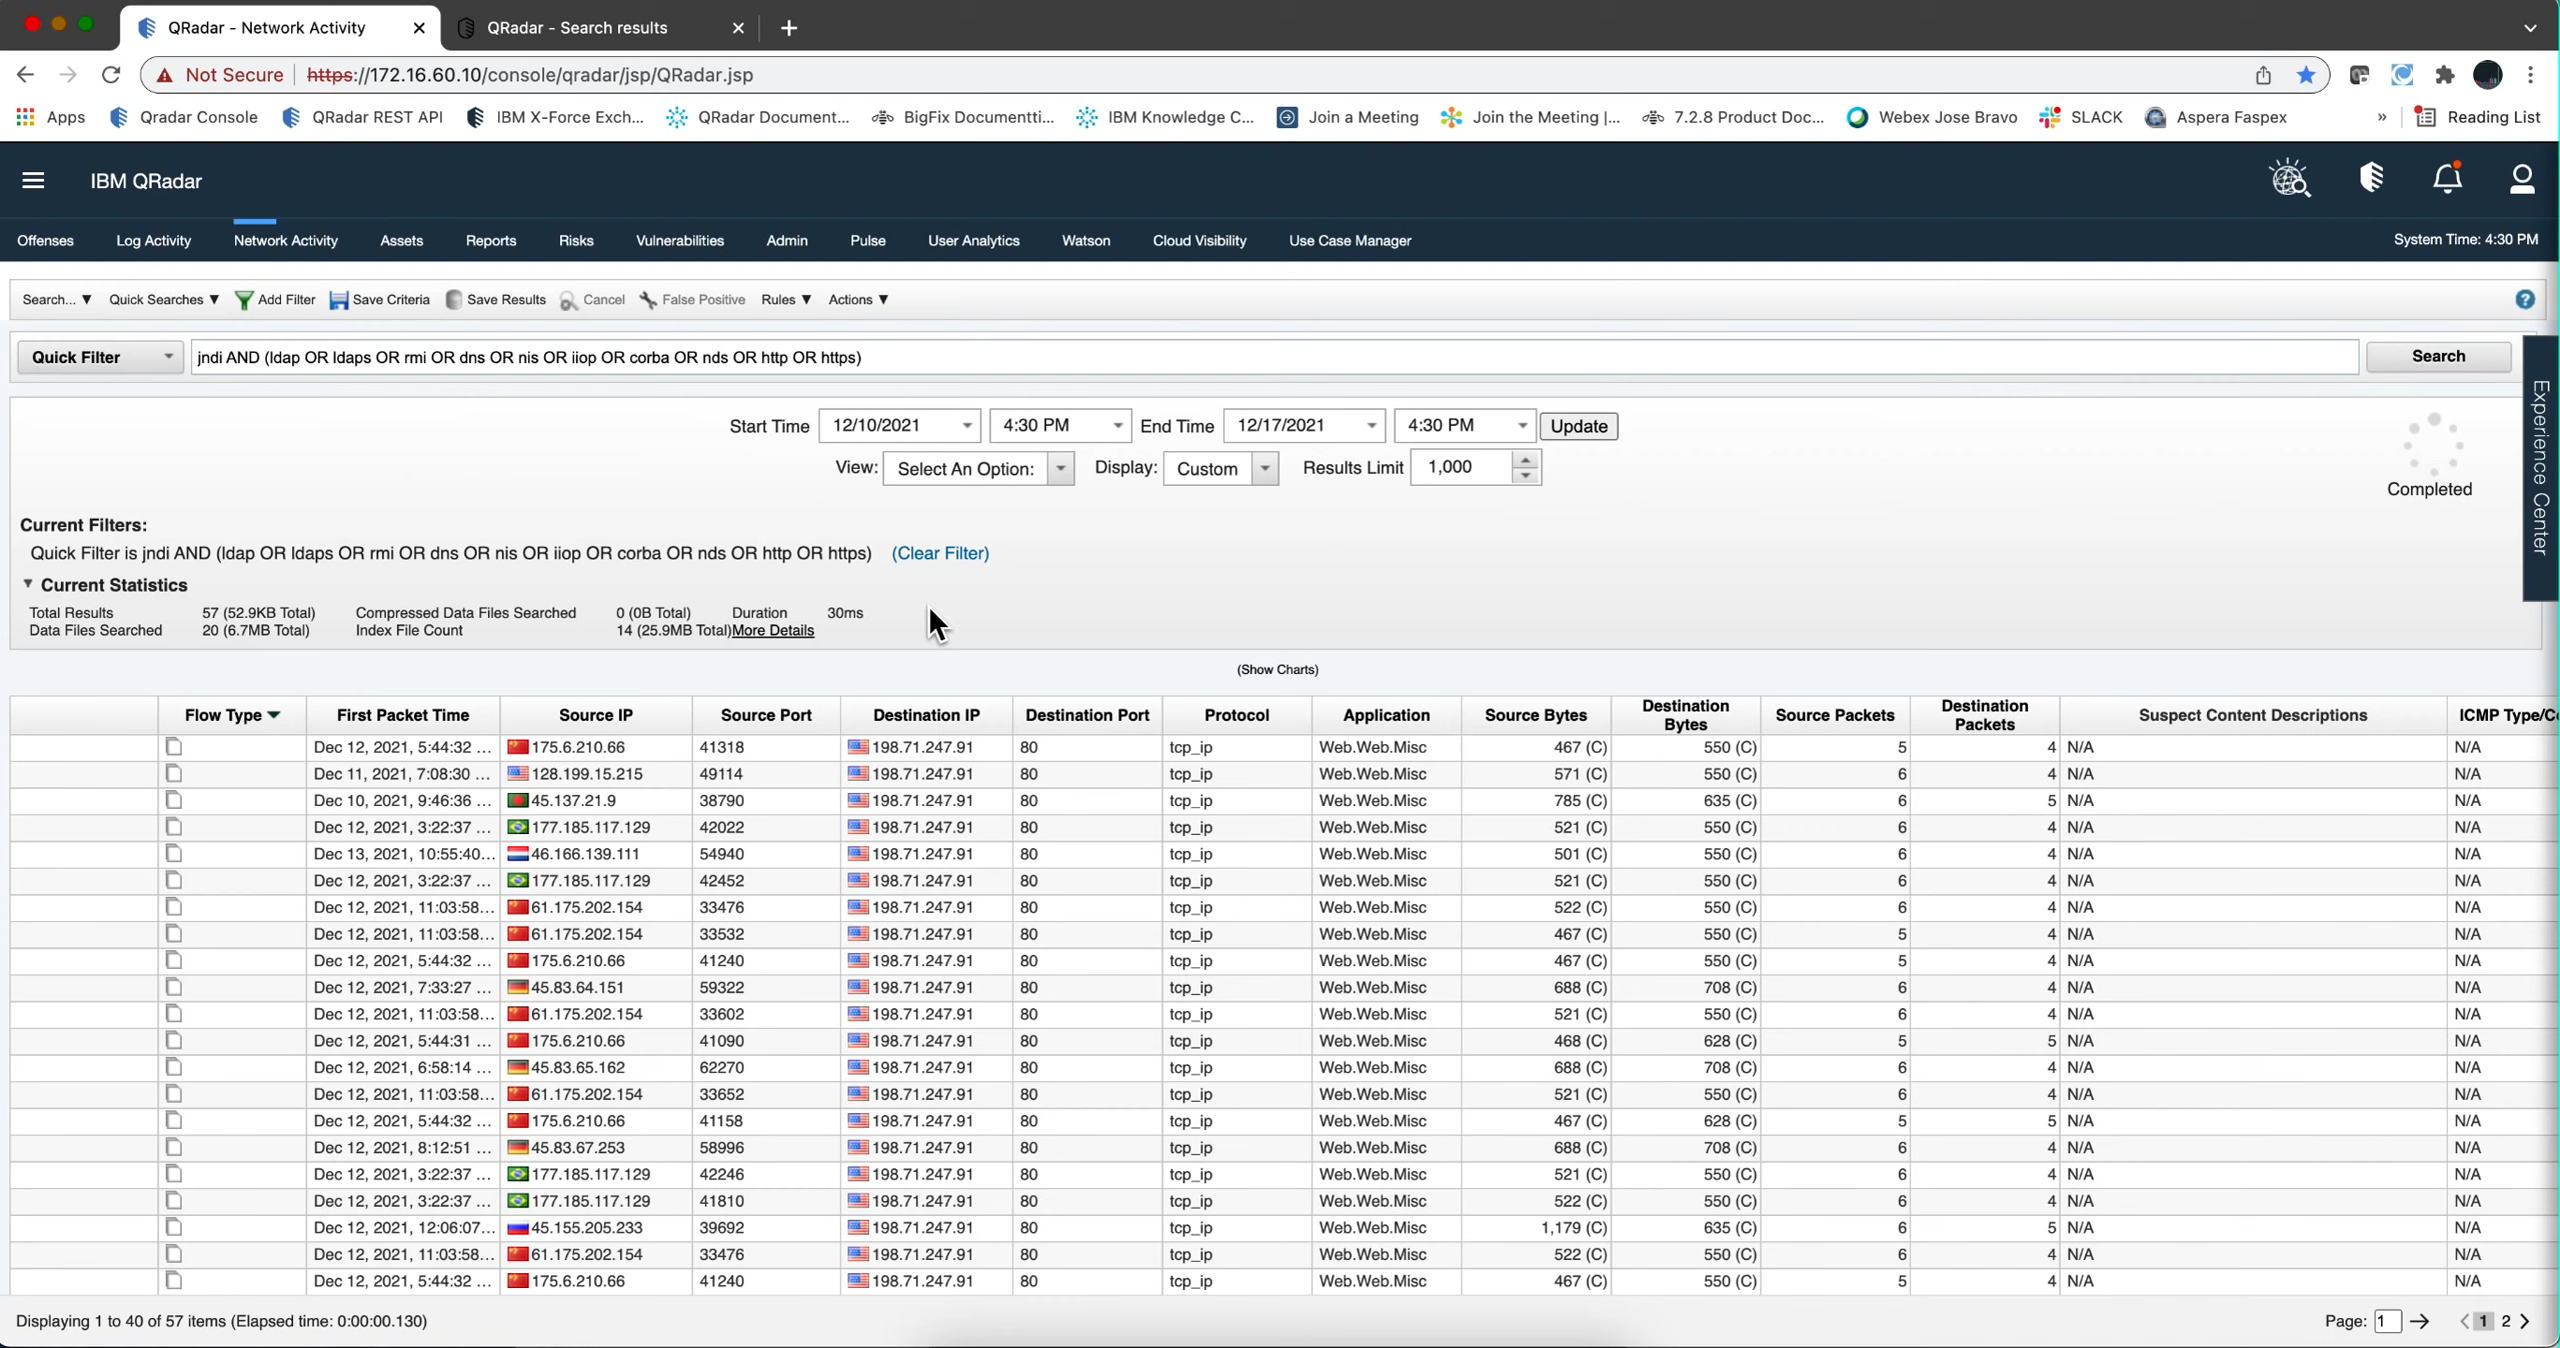 QRadar - Network Activity
QRadar - Search results
Not Secure https://172.16.60.10/console/qradar/jsp/QRadar.jsp
Apps Qradar Console QRadar REST API IBM X-Force Exch... QRadar Document... BigFix Documentti... IBM Knowledge C... Join a Meeting Join the Meeting |... 7.2.8 Product Doc... Webex Jose Bravo SLACK Aspera Faspex » Reading List
IBM QRadar
Offenses Log Activity Network Activity Assets Reports Risks Vulnerabilities Admin Pulse User Analytics Watson Cloud Visibility Use Case Manager System Time: 4:30 PM
Search... Quick Searches Add Filter Save Criteria Save Results Cancel False Positive Rules Actions
Quick Filter jndi AND (ldap OR ldaps OR rmi OR dns OR nis OR iiop OR corba OR nds OR http OR https) Search
Experience Center
Start Time 12/10/2021 4:30 PM End Time 12/17/2021 4:30 PM Update
View: Select An Option: Display: Custom Results Limit 1,000
Completed
Current Filters:
Quick Filter is jndi AND (ldap OR ldaps OR rmi OR dns OR nis OR iiop OR corba OR nds OR http OR https) (Clear Filter)
Current Statistics
Total Results 57 (52.9KB Total) Compressed Data Files Searched 0 (0B Total) Duration 30ms
Data Files Searched 20 (6.7MB Total) Index File Count 14 (25.9MB Total) More Details
(Show Charts)
Flow Type First Packet Time Source IP Source Port Destination IP Destination Port Protocol Application Source Bytes Destination Bytes Source Packets Destination Packets Suspect Content Descriptions ICMP Type/Co
Dec 12, 2021, 5:44:32 ... 175.6.210.66 41318 198.71.247.91 80 tcp_ip Web.Web.Misc 467 (C) 550 (C) 5 4 N/A N/A
Dec 11, 2021, 7:08:30 ... 128.199.15.215 49114 198.71.247.91 80 tcp_ip Web.Web.Misc 571 (C) 550 (C) 6 4 N/A N/A
Dec 10, 2021, 9:46:36 ... 45.137.21.9 38790 198.71.247.91 80 tcp_ip Web.Web.Misc 785 (C) 635 (C) 6 5 N/A N/A
Dec 12, 2021, 3:22:37 ... 177.185.117.129 42022 198.71.247.91 80 tcp_ip Web.Web.Misc 521 (C) 550 (C) 6 4 N/A N/A
Dec 13, 2021, 10:55:40... 46.166.139.111 54940 198.71.247.91 80 tcp_ip Web.Web.Misc 501 (C) 550 (C) 6 4 N/A N/A
Dec 12, 2021, 3:22:37 ... 177.185.117.129 42452 198.71.247.91 80 tcp_ip Web.Web.Misc 521 (C) 550 (C) 6 4 N/A N/A
Dec 12, 2021, 11:03:58... 61.175.202.154 33476 198.71.247.91 80 tcp_ip Web.Web.Misc 522 (C) 550 (C) 6 4 N/A N/A
Dec 12, 2021, 11:03:58... 61.175.202.154 33532 198.71.247.91 80 tcp_ip Web.Web.Misc 467 (C) 550 (C) 5 4 N/A N/A
Dec 12, 2021, 5:44:32 ... 175.6.210.66 41240 198.71.247.91 80 tcp_ip Web.Web.Misc 467 (C) 550 (C) 5 4 N/A N/A
Dec 12, 2021, 7:33:27 ... 45.83.64.151 59322 198.71.247.91 80 tcp_ip Web.Web.Misc 688 (C) 708 (C) 6 4 N/A N/A
Dec 12, 2021, 11:03:58... 61.175.202.154 33602 198.71.247.91 80 tcp_ip Web.Web.Misc 521 (C) 550 (C) 6 4 N/A N/A
Dec 12, 2021, 5:44:31 ... 175.6.210.66 41090 198.71.247.91 80 tcp_ip Web.Web.Misc 468 (C) 628 (C) 5 5 N/A N/A
Dec 12, 2021, 6:58:14 ... 45.83.65.162 62270 198.71.247.91 80 tcp_ip Web.Web.Misc 688 (C) 708 (C) 6 4 N/A N/A
Dec 12, 2021, 11:03:58... 61.175.202.154 33652 198.71.247.91 80 tcp_ip Web.Web.Misc 521 (C) 550 (C) 6 4 N/A N/A
Dec 12, 2021, 5:44:32 ... 175.6.210.66 41158 198.71.247.91 80 tcp_ip Web.Web.Misc 467 (C) 628 (C) 5 5 N/A N/A
Dec 12, 2021, 8:12:51 ... 45.83.67.253 58996 198.71.247.91 80 tcp_ip Web.Web.Misc 688 (C) 708 (C) 6 4 N/A N/A
Dec 12, 2021, 3:22:37 ... 177.185.117.129 42246 198.71.247.91 80 tcp_ip Web.Web.Misc 521 (C) 550 (C) 6 4 N/A N/A
Dec 12, 2021, 3:22:37 ... 177.185.117.129 41810 198.71.247.91 80 tcp_ip Web.Web.Misc 522 (C) 550 (C) 6 4 N/A N/A
Dec 12, 2021, 12:06:07... 45.155.205.233 39692 198.71.247.91 80 tcp_ip Web.Web.Misc 1,179 (C) 635 (C) 6 5 N/A N/A
Dec 12, 2021, 11:03:58... 61.175.202.154 33476 198.71.247.91 80 tcp_ip Web.Web.Misc 522 (C) 550 (C) 6 4 N/A N/A
Dec 12, 2021, 5:44:32 ... 175.6.210.66 41240 198.71.247.91 80 tcp_ip Web.Web.Misc 467 (C) 550 (C) 5 4 N/A N/A
Displaying 1 to 40 of 57 items (Elapsed time: 0:00:00.130) Page: 1 1 2